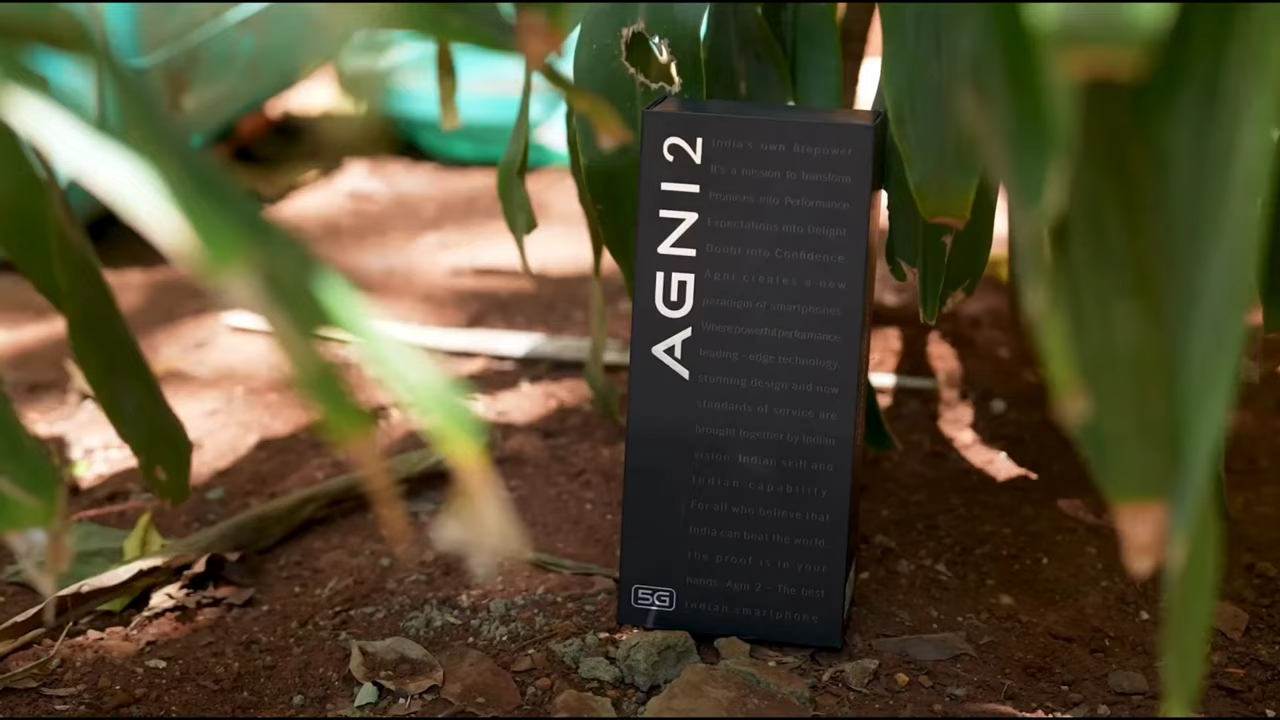 AGNI 2
India's own firepower
It's a mission to transform
Promises into Performance
Expectations into Delight
Doubt into Confidence
Agni creates a new
paradigm of smartphones
Where powerful performance
leading - edge technology
stunning design and new
standards of service are
brought together by Indian
vision. Indian skill and
Indian capability
For all who believe that
India can beat the world
the proof is in your
hands. Agni 2 - The best
Indian smartphone
5G